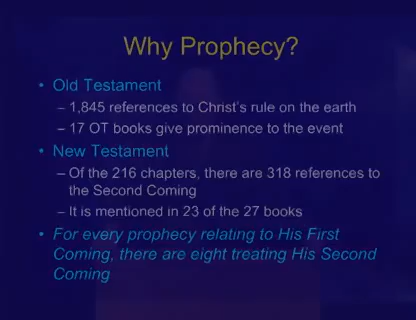 Why Prophecy?
• Old Testament
– 1,845 references to Christ's rule on the earth
– 17 OT books give prominence to the event
• New Testament
– Of the 216 chapters, there are 318 references to
the Second Coming
– It is mentioned in 23 of the 27 books
• For every prophecy relating to His First
Coming, there are eight treating His Second
Coming